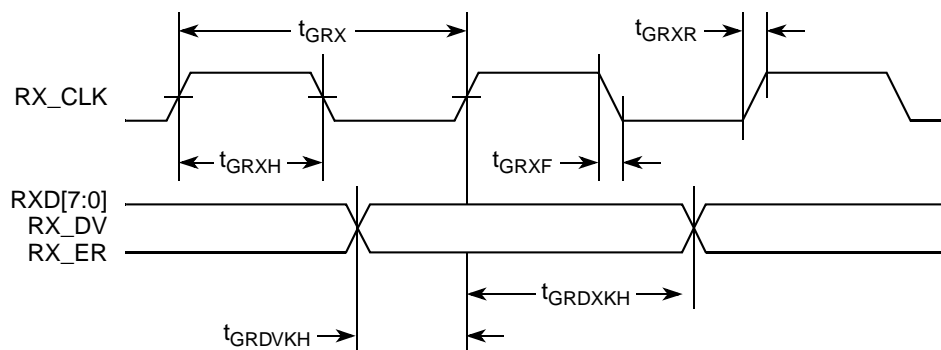 tGRX
tGRXR
RX_CLK
tGRXH
tGRXF
RXD[7:0]
RX_DV
RX_ER
tGRDXKH
tGRDVKH